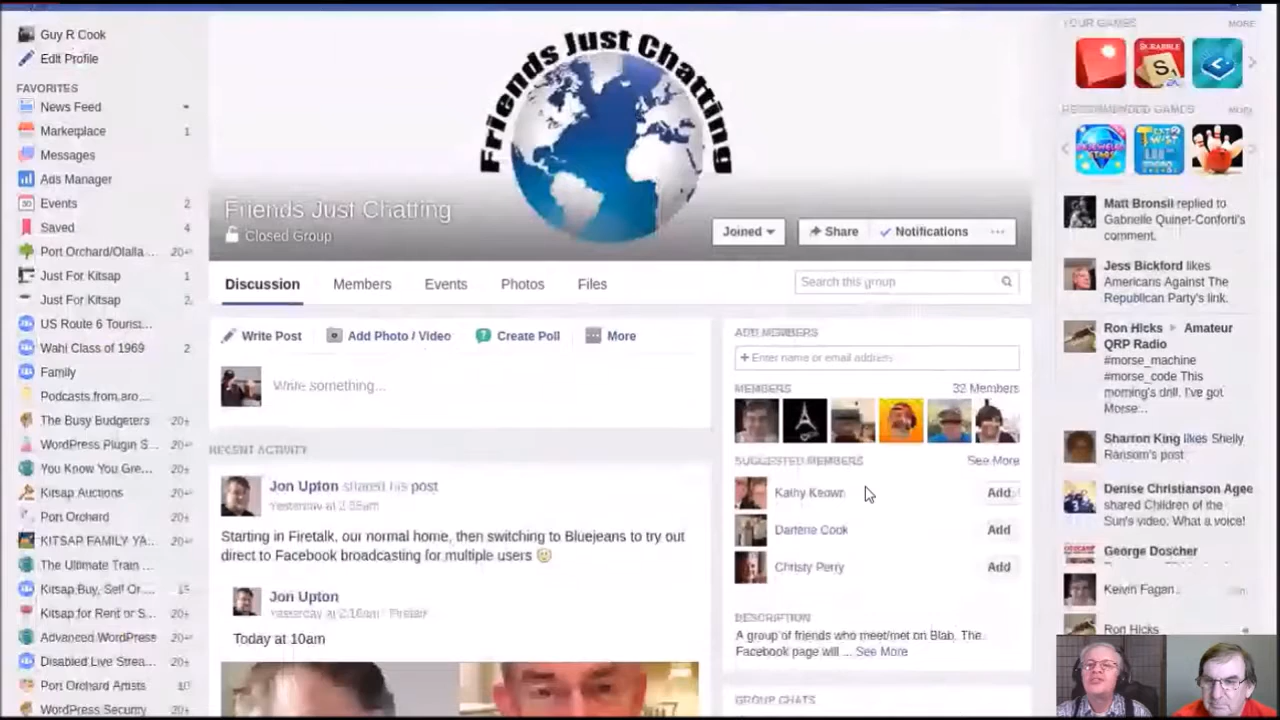 Guy R Cook
Edit Profile
FAVORITES
News Feed
Marketplace 1
Messages
Ads Manager
Events 2
Saved 4
Port Orchard/Olalla ... 20+
Just For Kitsap 1
Just For Kitsap 2
US Route 6 Tourist...
Wahl Class of 1969 2
Family
Podcasts from aro...
The Busy Budgeters 20+
WordPress Plugin S... 20+
You Know You Gre... 20+
Kitsap Auctions 20+
Port Orchard 20+
KITSAP FAMILY YA... 20+
The Ultimate Train ... 20+
Kitsap Buy, Sell Or...
Kitsap for Rent or S... 20+
Advanced WordPress 20+
Disabled Live Strea... 20+
Port Orchard Artists
WordPress Security 20+
Friends Just Chatting
Friends Just Chatting
Closed Group
Joined
Share
Notifications
Discussion
Members
Events
Photos
Files
Search this group
Write Post
Add Photo / Video
Create Poll
More
Write something...
RECENT ACTIVITY
Jon Upton shared his post
Starting in Firetalk, our normal home, then switching to Bluejeans to try out
direct to Facebook broadcasting for multiple users
Jon Upton
Today at 10am
ADD MEMBERS
+ Enter name or email address
MEMBERS 32 Members
SUGGESTED MEMBERS See More
Kathy Keown Add
Darlene Cook Add
Christy Perry Add
DESCRIPTION
A group of friends who meet/met on Blab. The
Facebook page will ... See More
GROUP CHATS
YOUR GAMES MORE
SCRABBLE
S
RECOMMENDED GAMES MORE
Matt Bronsil replied to
Gabrielle Quinet-Conforti's
comment.
Jess Bickford likes
Americans Against The
Republican Party's link.
Ron Hicks ▸ Amateur
QRP Radio
#morse_machine
#morse_code This
morning's drill. I've got
Morse...
Sharron King likes Shelly
Ransom's post
Denise Christianson Agee
shared Children of the
Sun's video. What a voice!
George Doscher
Kelvin Fagan
Ron Hicks